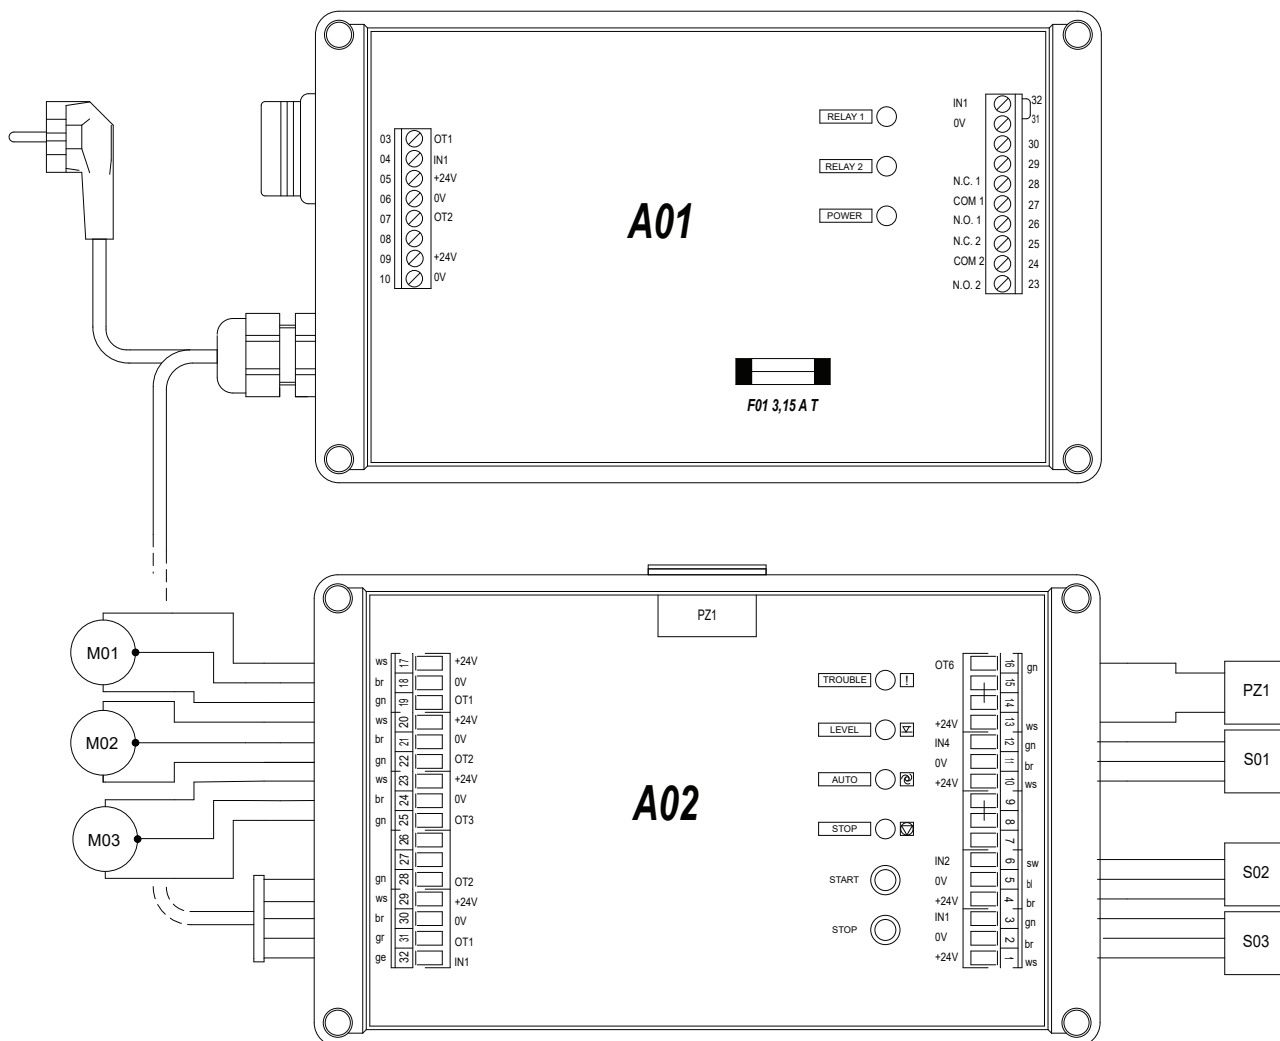 IN1 32
0V 31
30
29
N.C. 1 28
COM 1 27
N.O. 1 26
N.C. 2 25
COM 2 24
N.O. 2 23
03 OT1
04 IN1
05 +24V
06 0V
07 OT2
08
09 +24V
10 0V
RELAY 1
RELAY 2
POWER
A01
F01 3,15 A T
PZ1
M01
M02
M03
ws 17 +24V
br 18 0V
gn 19 OT1
ws 20 +24V
br 21 0V
gn 22 OT2
ws 23 +24V
br 24 0V
gn 25 OT3
26
27
gn 28 OT2
ws 29 +24V
br 30 0V
gr 31 OT1
ge 32 IN1
A02
TROUBLE !
LEVEL
AUTO
STOP
START
STOP
OT6 16 gn
15
14
+24V 13 ws
IN4 12 gn
0V 11 br
+24V 10 ws
9
8
7
IN2 6 sw
0V 5 bl
+24V 4 br
IN1 3 gn
0V 2 br
+24V 1 ws
PZ1
S01
S02
S03